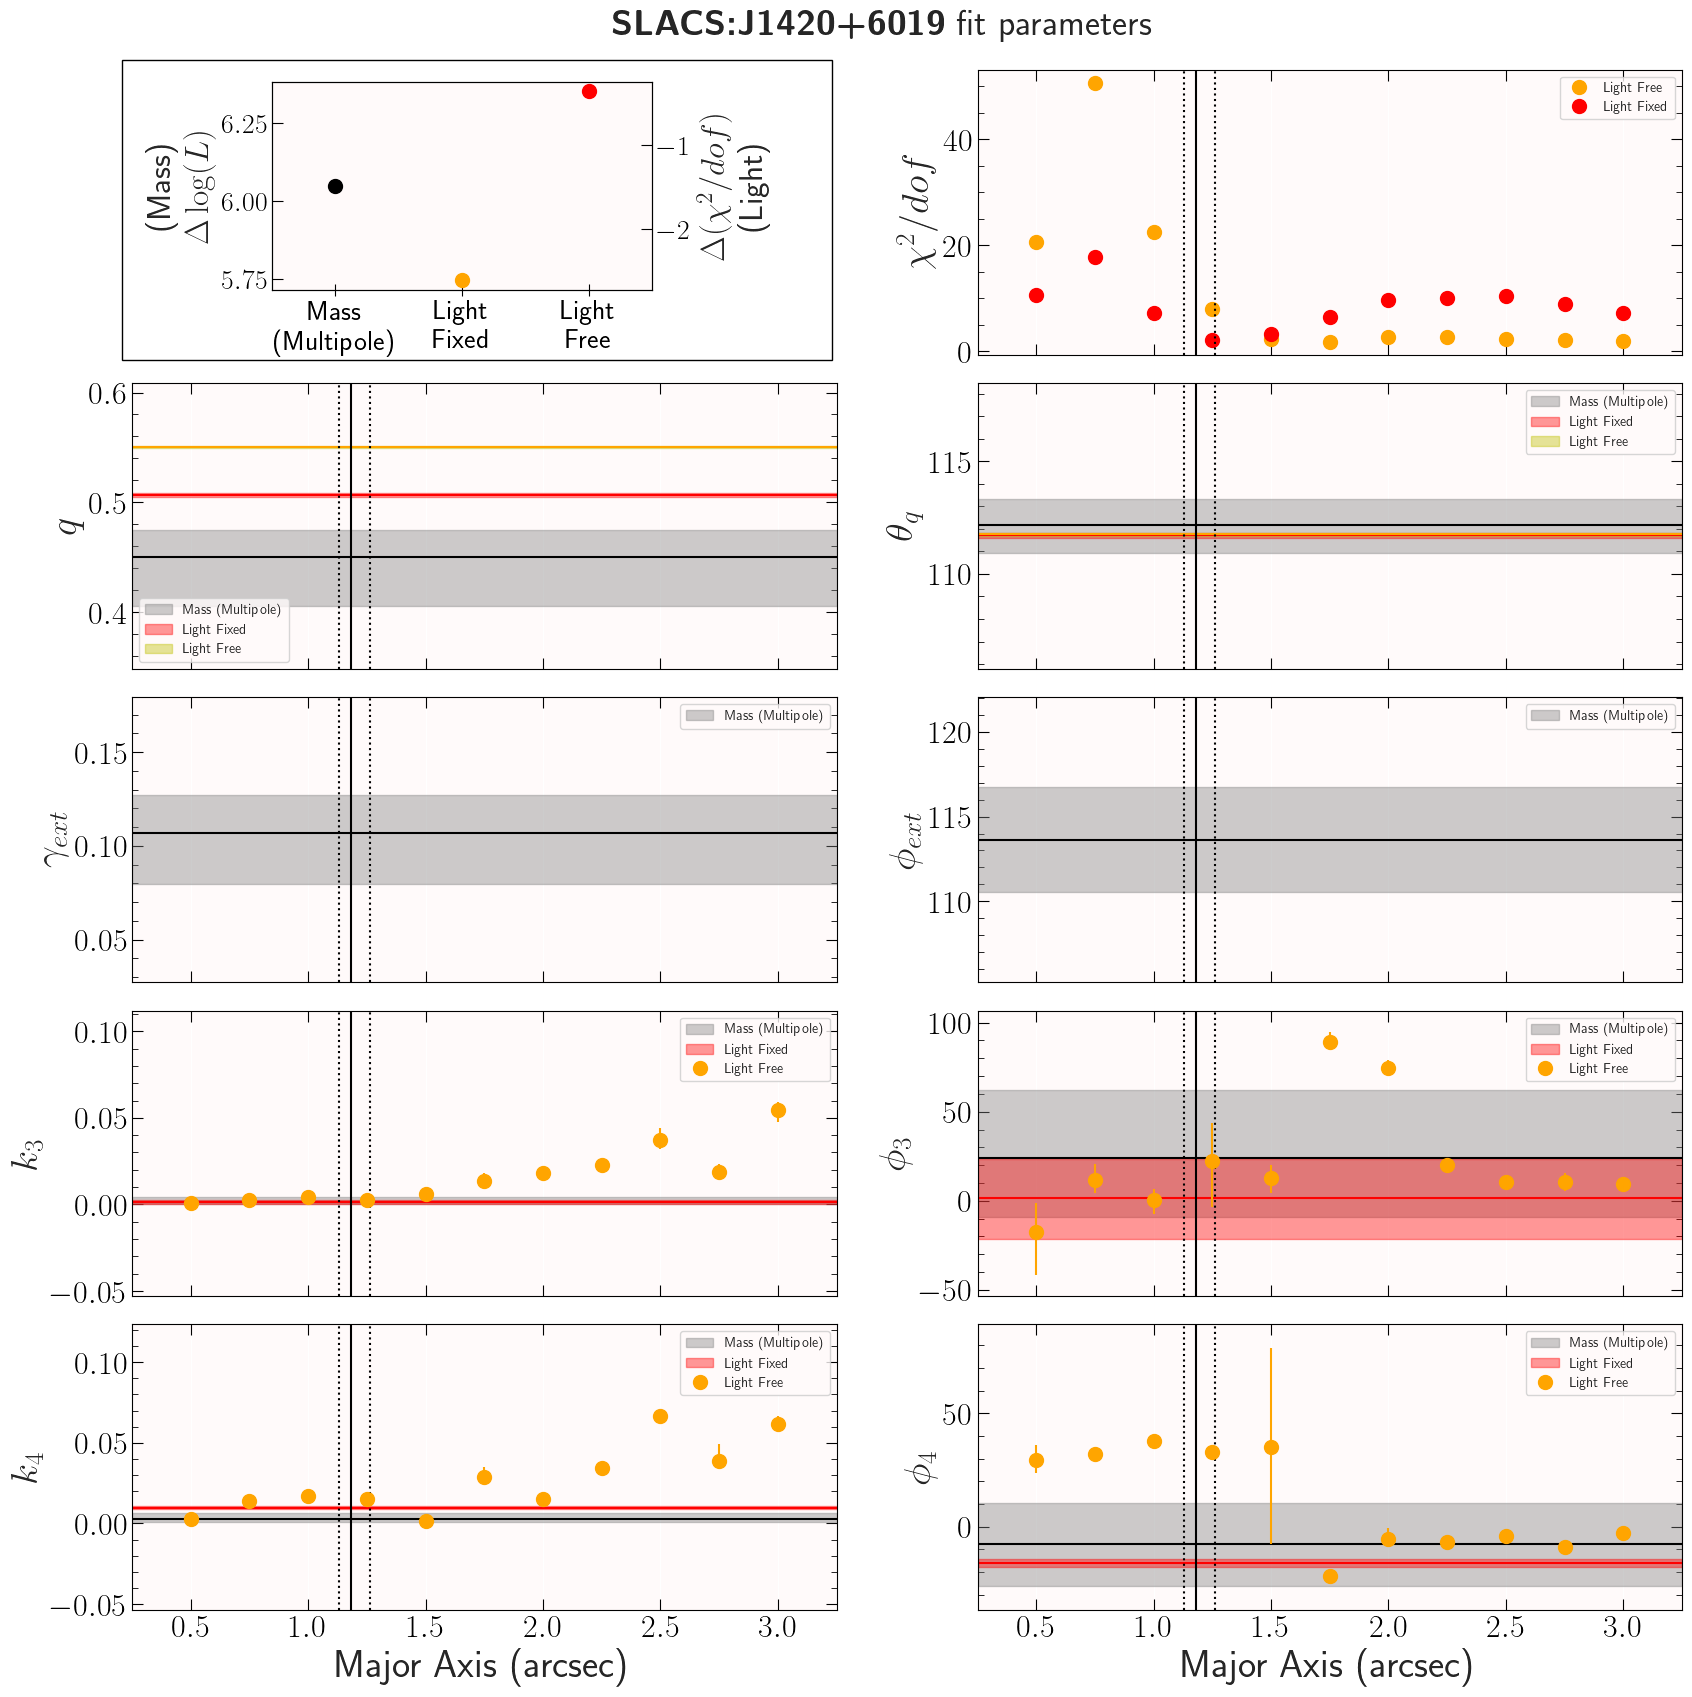 SLACS:J1420+6019 fit parameters
(Mass)
Δ log(L)
6.25
6.00
5.75
−1
−2
Δ(χ²/dof)
(Light)
Mass
(Multipole)
Light
Fixed
Light
Free
χ²/dof
40
20
0
Light Free
Light Fixed
q
0.6
0.5
0.4
Mass (Multipole)
Light Fixed
Light Free
θq
115
110
Mass (Multipole)
Light Fixed
Light Free
γext
0.15
0.10
0.05
Mass (Multipole)
ϕext
120
115
110
Mass (Multipole)
k3
0.10
0.05
0.00
−0.05
Mass (Multipole)
Light Fixed
Light Free
ϕ3
100
50
0
−50
Mass (Multipole)
Light Fixed
Light Free
k4
0.10
0.05
0.00
−0.05
Mass (Multipole)
Light Fixed
Light Free
0.5 1.0 1.5 2.0 2.5 3.0
Major Axis (arcsec)
ϕ4
50
0
Mass (Multipole)
Light Fixed
Light Free
0.5 1.0 1.5 2.0 2.5 3.0
Major Axis (arcsec)